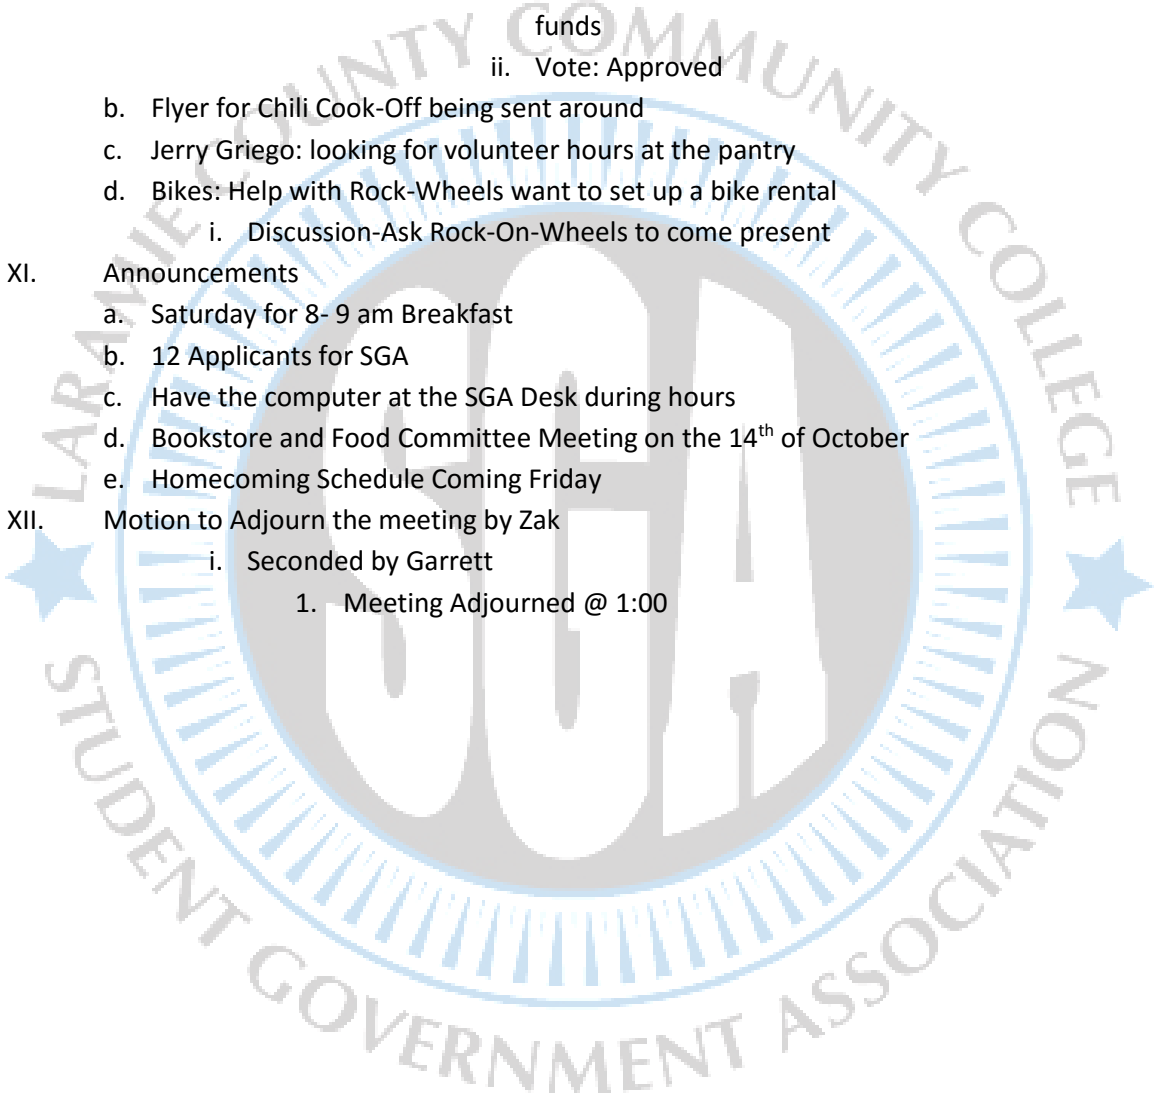 funds
ii. Vote: Approved
b. Flyer for Chili Cook-Off being sent around
c. Jerry Griego: looking for volunteer hours at the pantry
d. Bikes: Help with Rock-Wheels want to set up a bike rental
i. Discussion-Ask Rock-On-Wheels to come present
XI. Announcements
a. Saturday for 8- 9 am Breakfast
b. 12 Applicants for SGA
c. Have the computer at the SGA Desk during hours
d. Bookstore and Food Committee Meeting on the 14th of October
e. Homecoming Schedule Coming Friday
XII. Motion to Adjourn the meeting by Zak
i. Seconded by Garrett
1. Meeting Adjourned @ 1:00
LARAMIE COUNTY COMMUNITY COLLEGE
SGA
STUDENT GOVERNMENT ASSOCIATION